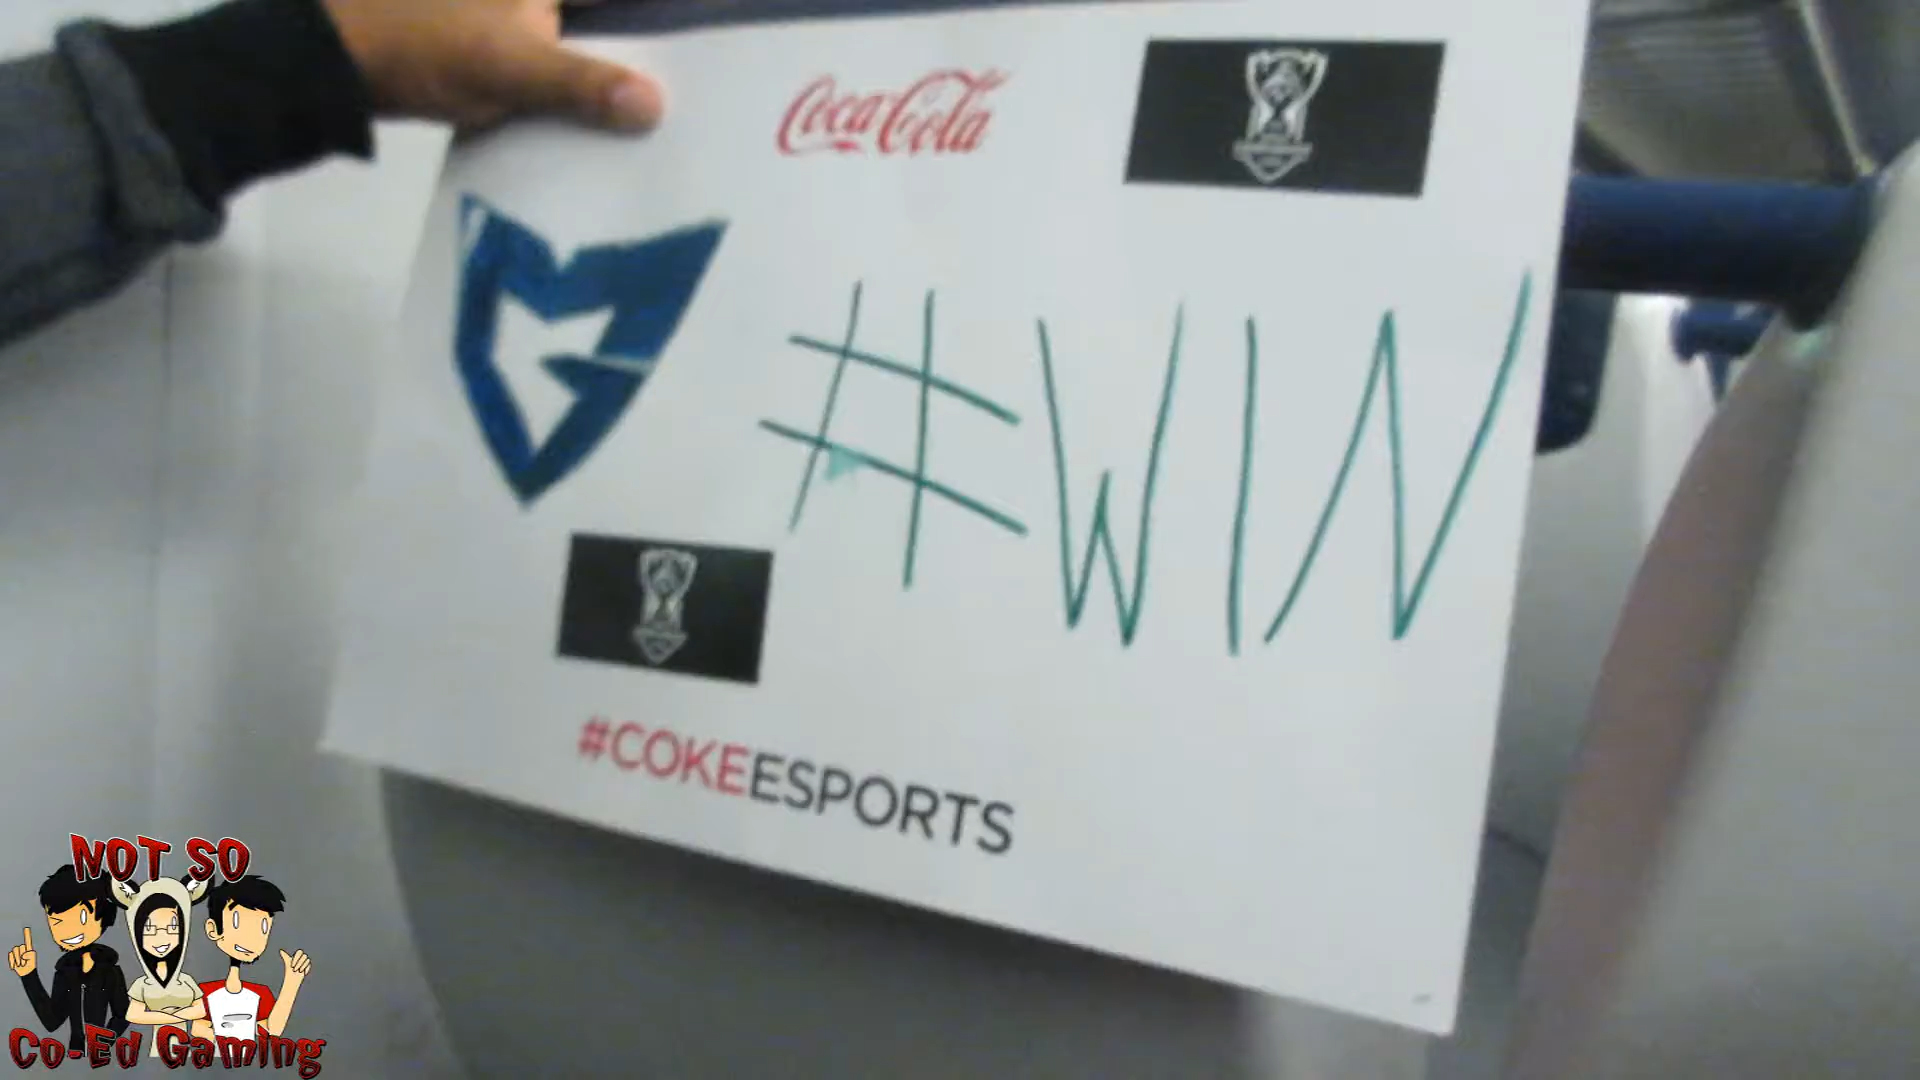 Coca-Cola
#WIN
#COKEESPORTS
NOT SO
Co-Ed Gaming